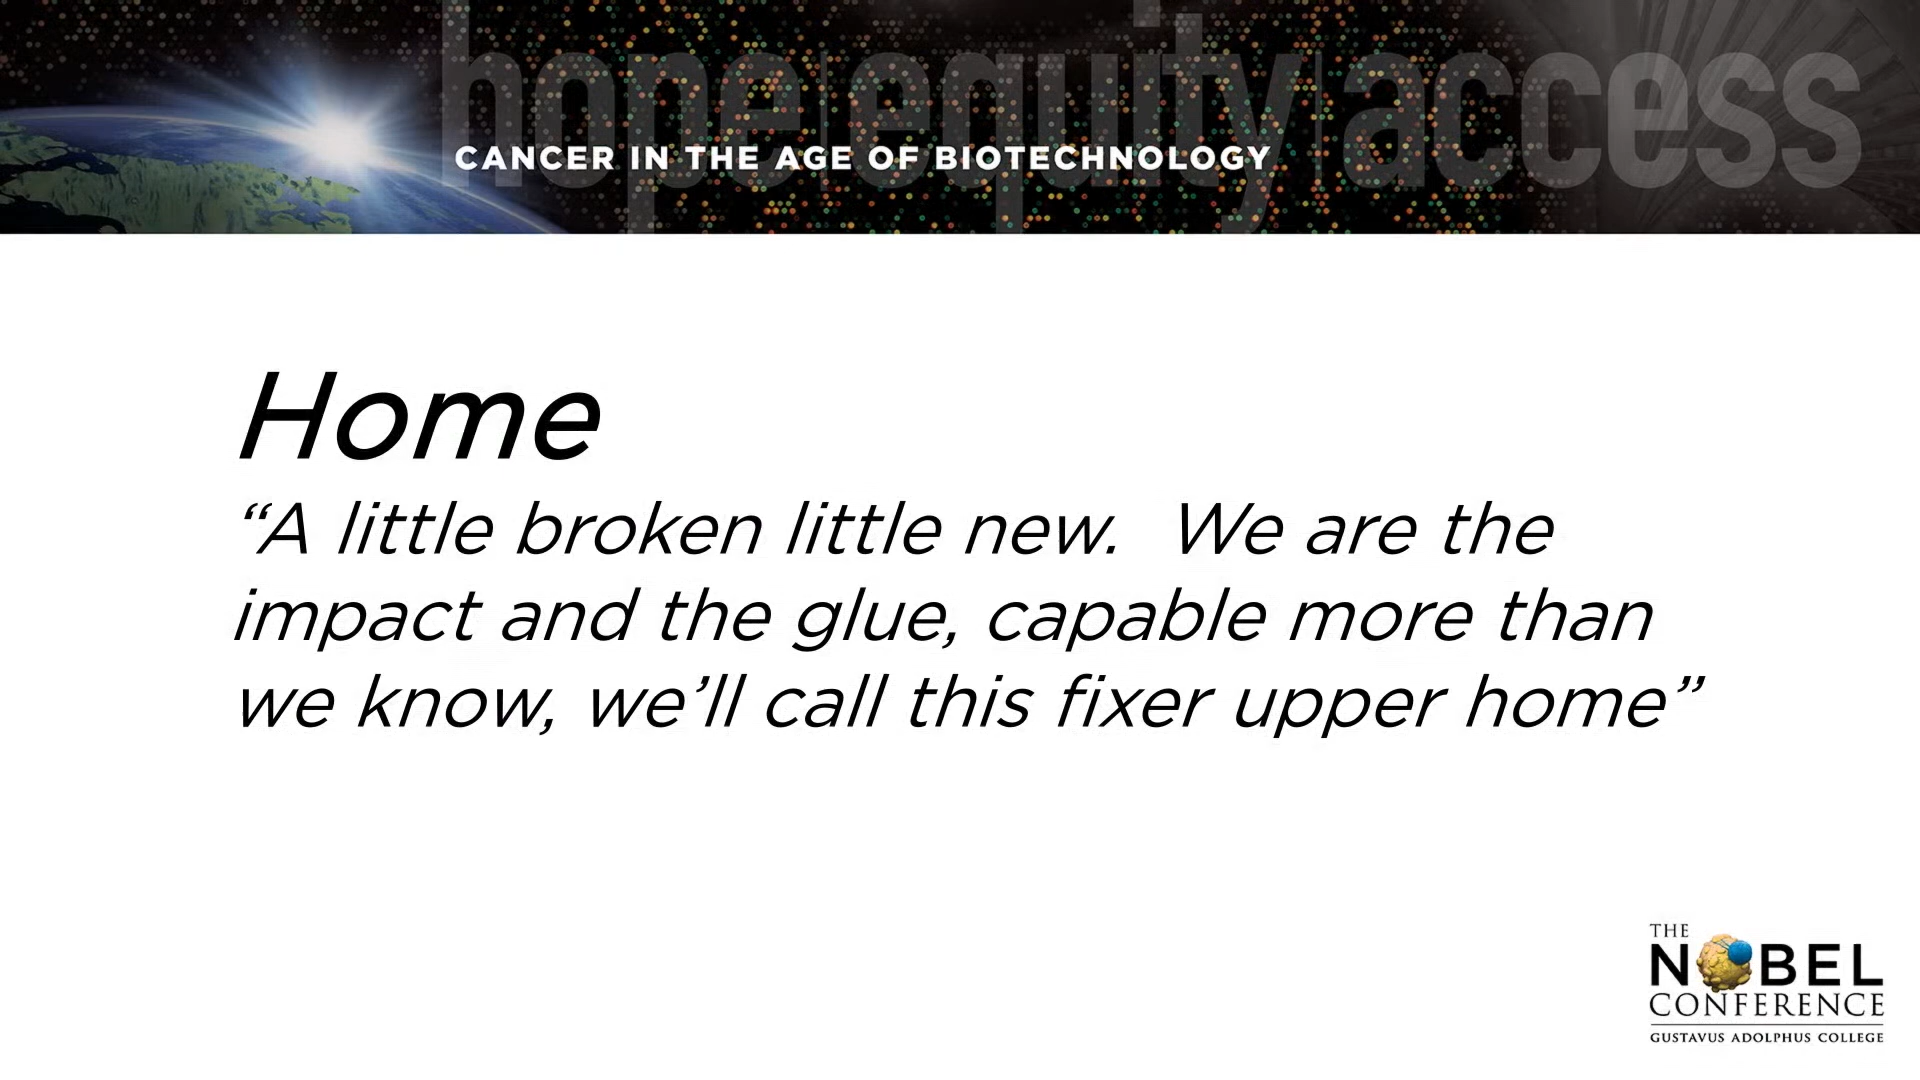 hope|equity|access
CANCER IN THE AGE OF BIOTECHNOLOGY
Home
“A little broken little new.  We are the
impact and the glue, capable more than
we know, we’ll call this fixer upper home”
THE
NOBEL
CONFERENCE
GUSTAVUS ADOLPHUS COLLEGE